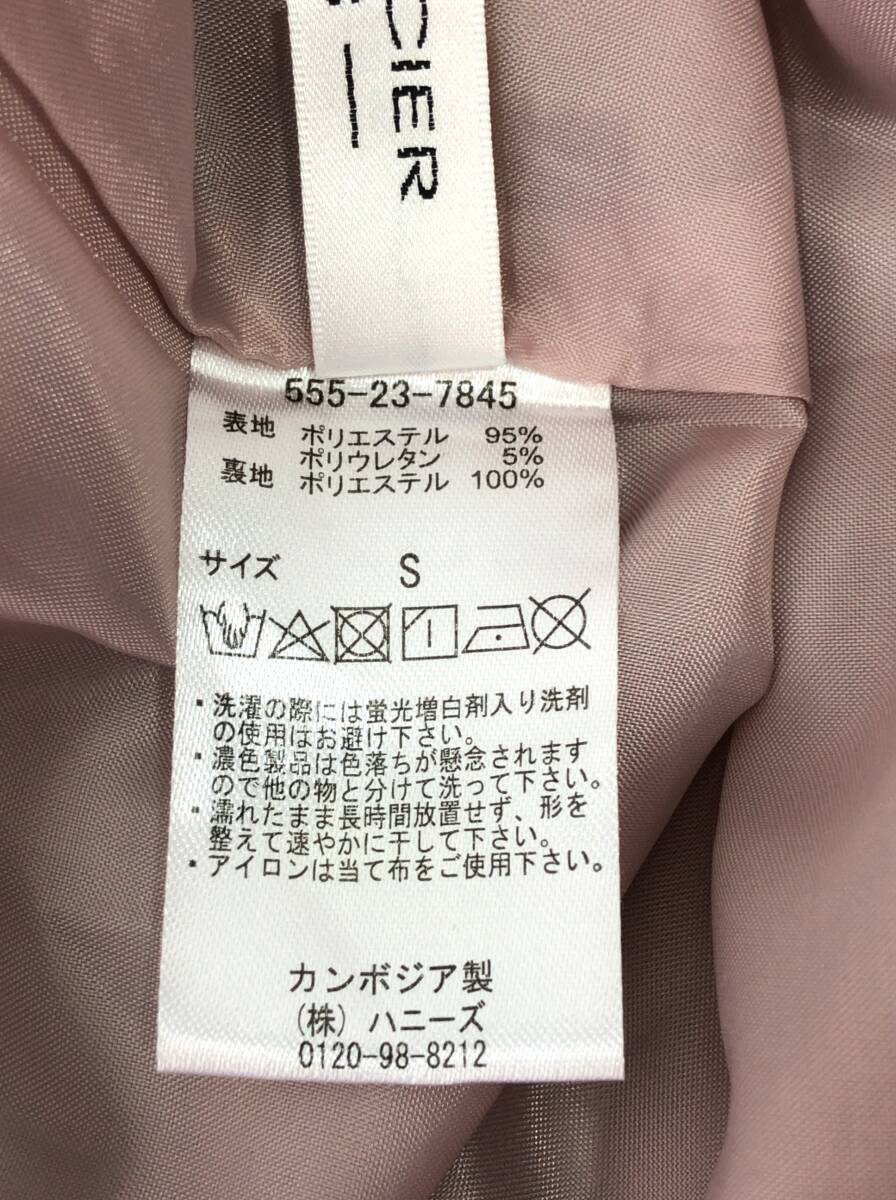 CIER
555-23-7845
表地 ポリエステル 95%
ポリウレタン 5%
裏地 ポリエステル 100%
サイズ S
・洗濯の際には蛍光増白剤入り洗剤
の使用はお避け下さい。
・濃色製品は色落ちが懸念されます
ので他の物と分けて洗って下さい。
・濡れたまま長時間放置せず、形を
整えて速やかに干して下さい。
・アイロンは当て布をご使用下さい。
カンボジア製
(株) ハニーズ
0120-98-8212